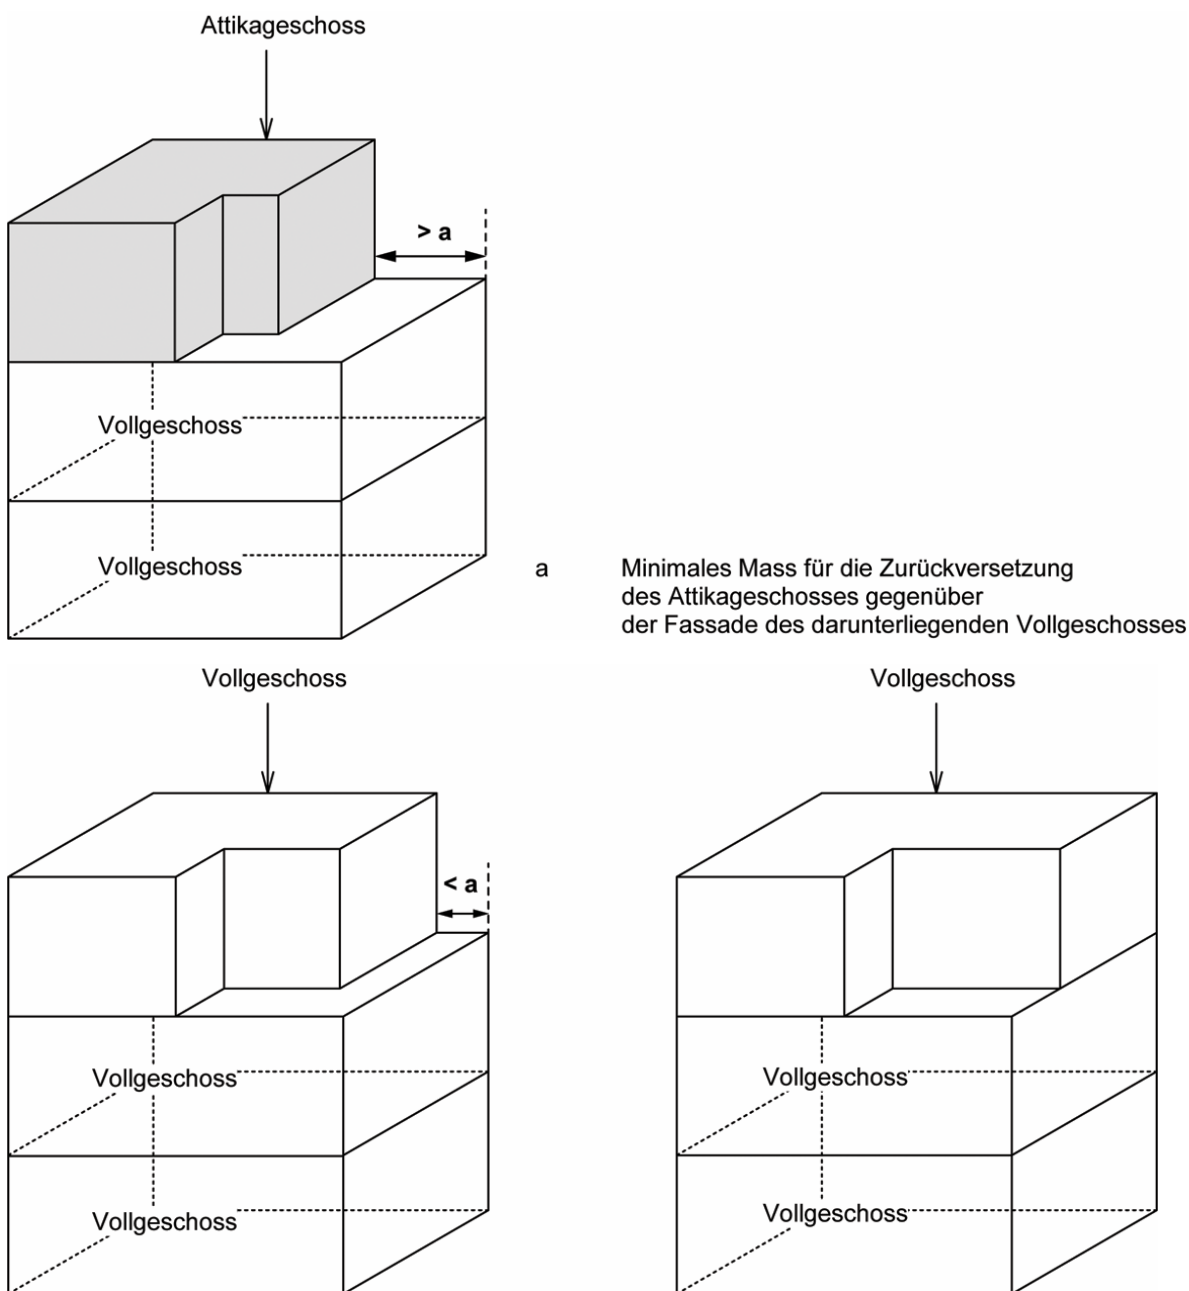 Attikageschoss
> a
Vollgeschoss
Vollgeschoss
a Minimales Mass für die Zurückversetzung
des Attikageschosses gegenüber
der Fassade des darunterliegenden Vollgeschosses
Vollgeschoss
< a
Vollgeschoss
Vollgeschoss
Vollgeschoss
Vollgeschoss
Vollgeschoss